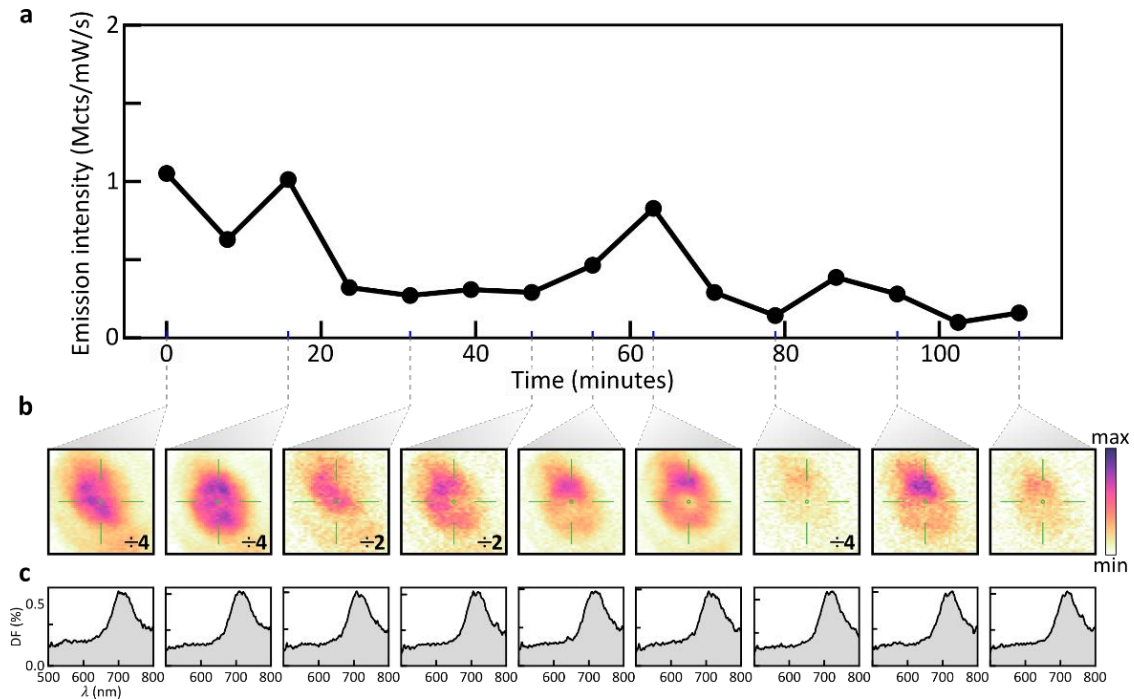 a
Emission intensity (Mcts/mW/s)
2
1
0
0 20 40 60 80 100
Time (minutes)
b
÷4 ÷4 ÷2 ÷2 ÷4
max
min
c
DF (%)
0.5
0.0
500 600 700 800 600 700 800 600 700 800 600 700 800 600 700 800 600 700 800 600 700 800 600 700 800 600 700 800
λ (nm)